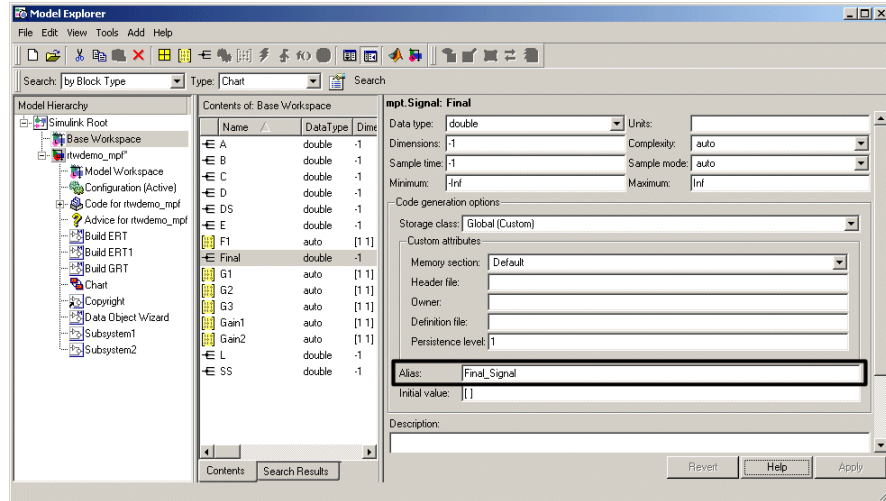 Model Explorer
File Edit View Tools Add Help
Search: by Block Type Type: Chart Search
Model Hierarchy
Simulink Root
Base Workspace
rtwdemo_mpf*
Model Workspace
Configuration (Active)
Code for rtwdemo_mpf
Advice for rtwdemo_mpf
Build ERT
Build ERT1
Build GRT
Chart
Copyright
Data Object Wizard
Subsystem1
Subsystem2
Contents of: Base Workspace
Name DataType Dime
A double -1
B double -1
C double -1
D double -1
DS double -1
E double -1
F1 auto [1 1]
Final double -1
G1 auto [1 1]
G2 auto [1 1]
G3 auto [1 1]
Gain1 auto [1 1]
Gain2 auto [1 1]
L double -1
SS double -1
Contents Search Results
mpt.Signal: Final
Data type: double Units:
Dimensions: -1 Complexity: auto
Sample time: -1 Sample mode: auto
Minimum: -Inf Maximum: Inf
Code generation options
Storage class: Global (Custom)
Custom attributes
Memory section: Default
Header file:
Owner:
Definition file:
Persistence level: 1
Alias: Final_Signal
Initial value: [ ]
Description:
Revert Help Apply